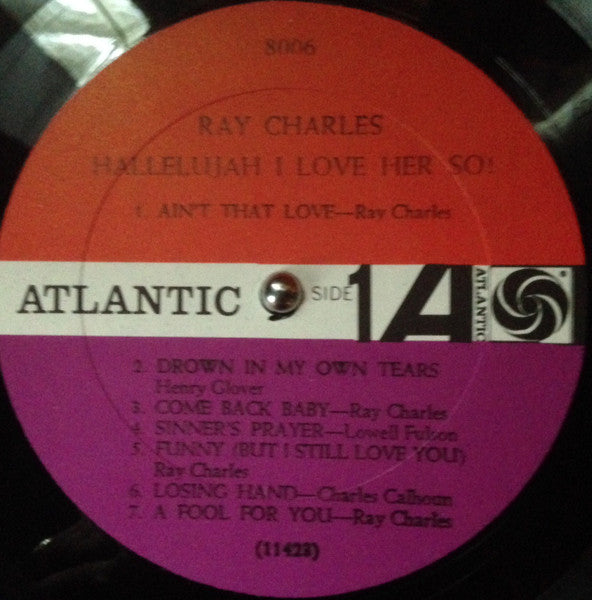 8006
RAY CHARLES
HALLELUJAH I LOVE HER SO!
1. AIN'T THAT LOVE—Ray Charles
ATLANTIC SIDE 1 A ATLANTIC
2. DROWN IN MY OWN TEARS
Henry Glover
3. COME BACK BABY—Ray Charles
4. SINNER'S PRAYER—Lowell Fulson
5. FUNNY (BUT I STILL LOVE YOU)
Ray Charles
6. LOSING HAND—Charles Calhoun
7. A FOOL FOR YOU—Ray Charles
(11428)